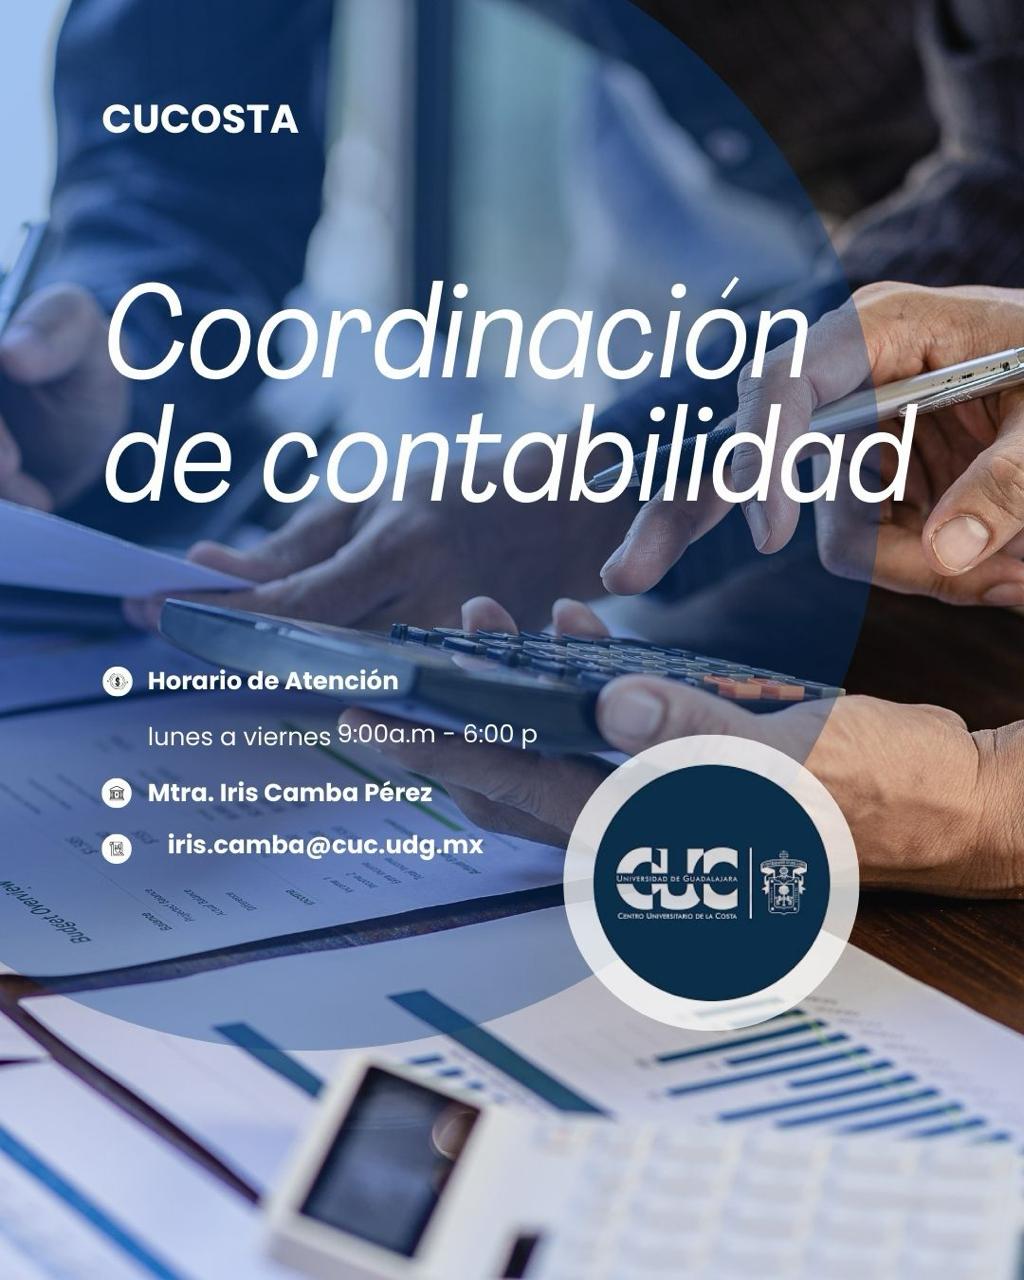 CUCOSTA
Coordinación
de contabilidad
Horario de Atención
lunes a viernes 9:00a.m - 6:00 p
Mtra. Iris Camba Pérez
iris.camba@cuc.udg.mx
CUC
UNIVERSIDAD DE GUADALAJARA
CENTRO UNIVERSITARIO DE LA COSTA
Budget Overview
Balance